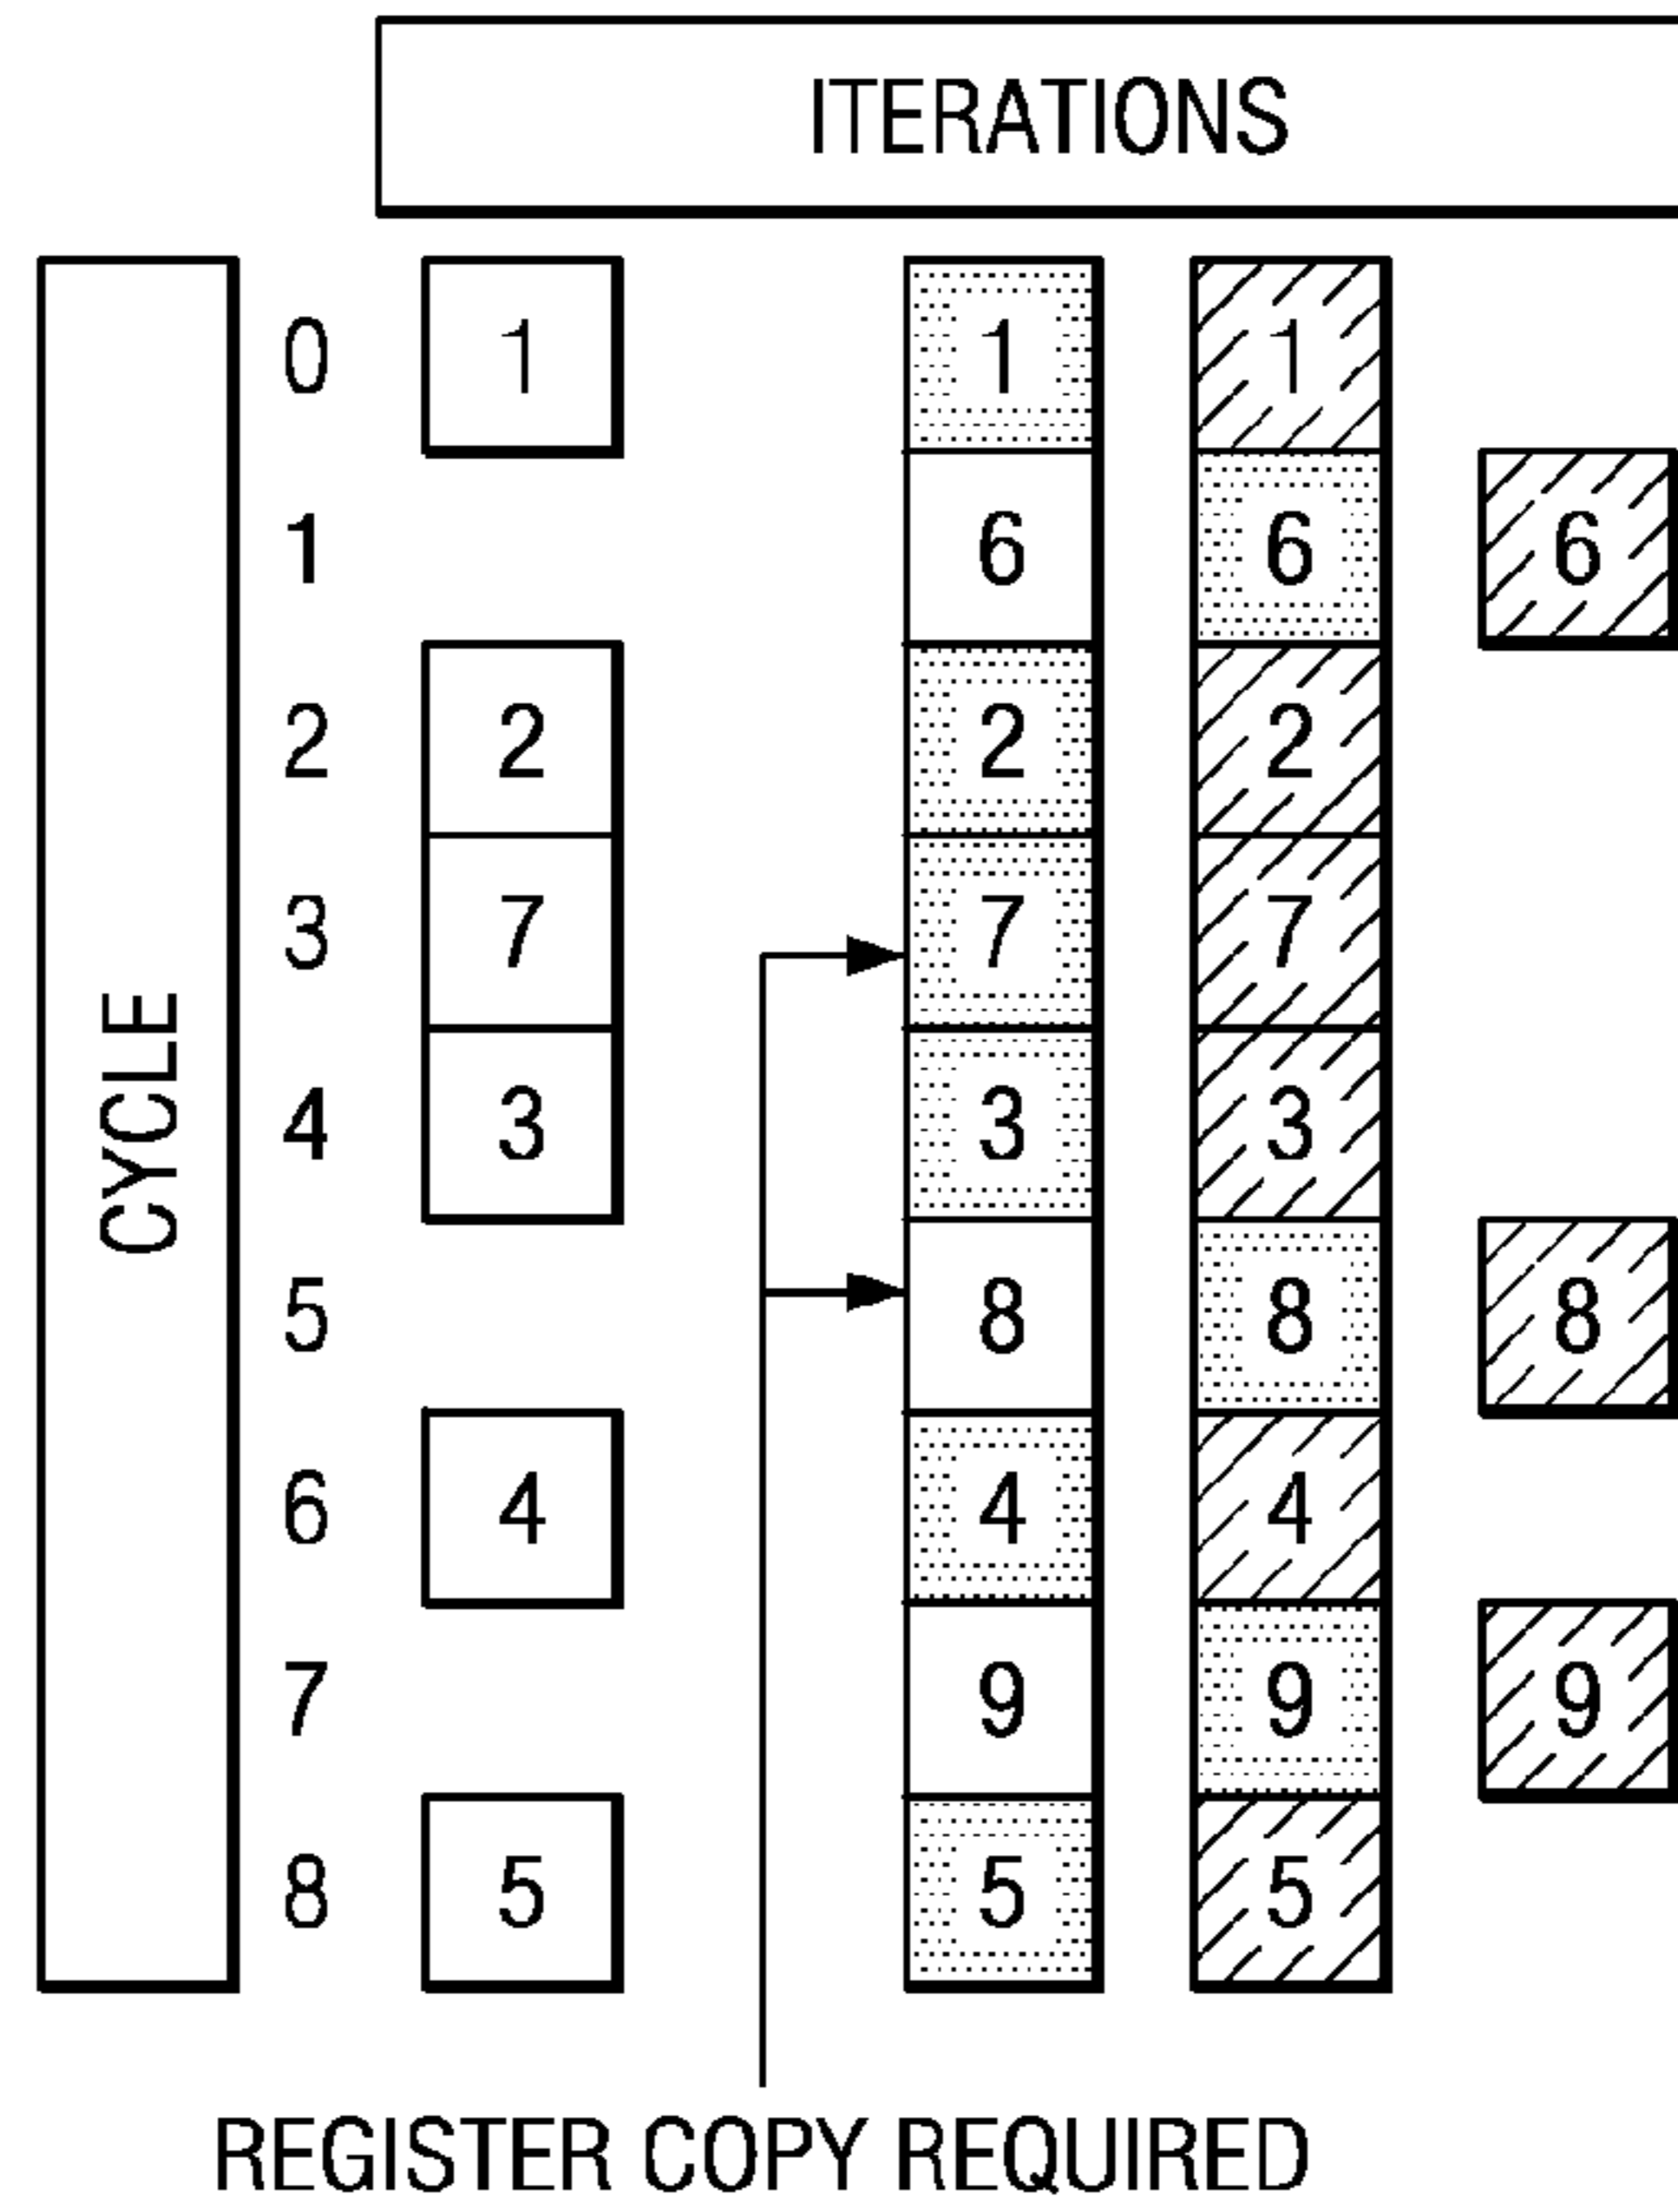 ITERATIONS
0 1 1 1
1 6 6 6
2 2 2 2
3 7 7 7
4 3 3 3
5 8 8 8
6 4 4 4
7 9 9 9
8 5 5 5
CYCLE
REGISTER COPY REQUIRED